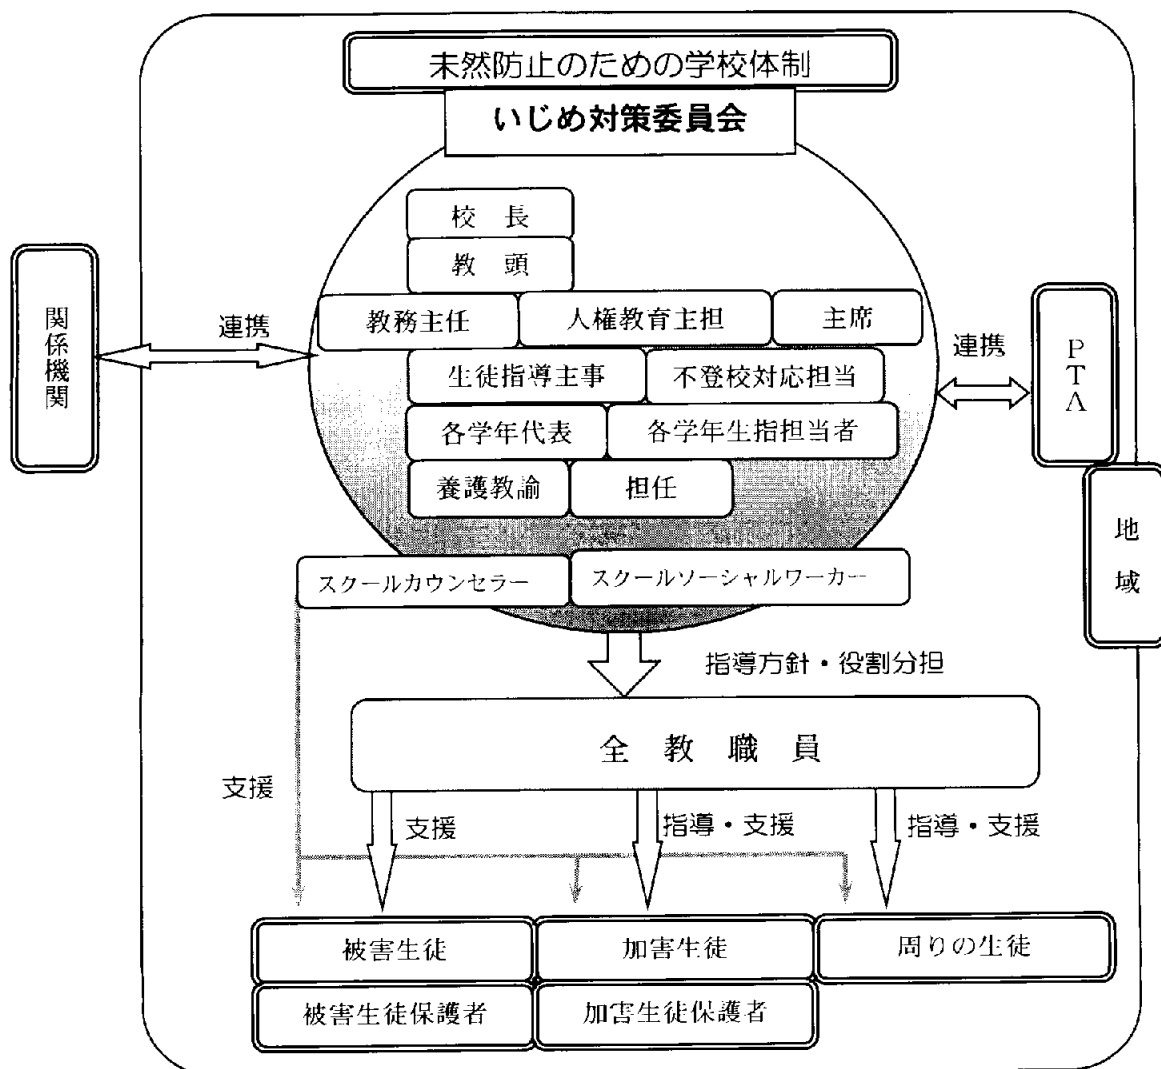 未然防止のための学校体制
いじめ対策委員会
校 長
教 頭
教務主任
人権教育主担
主席
生徒指導主事
不登校対応担当
各学年代表
各学年生指担当者
養護教諭
担任
スクールカウンセラー
スクールソーシャルワーカー
関係機関
連携
連携
PTA
地域
指導方針・役割分担
全 教 職 員
支援
支援
指導・支援
指導・支援
被害生徒
加害生徒
周りの生徒
被害生徒保護者
加害生徒保護者